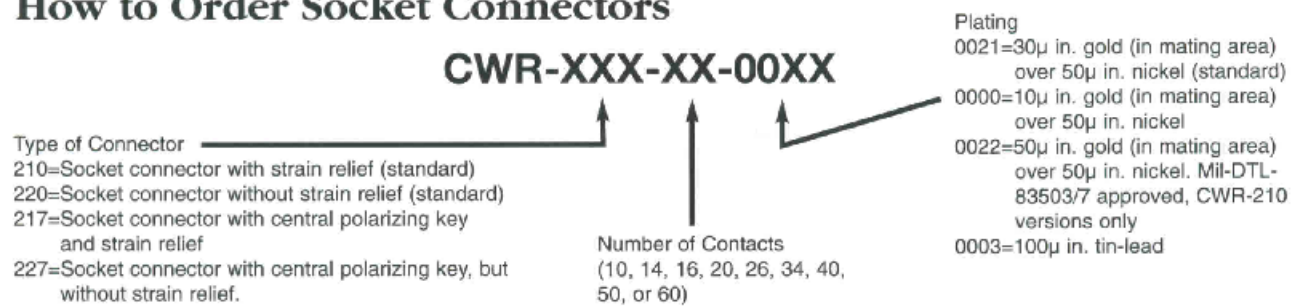 How to Order Socket Connectors
CWR-XXX-XX-00XX
Type of Connector
210=Socket connector with strain relief (standard)
220=Socket connector without strain relief (standard)
217=Socket connector with central polarizing key
and strain relief
227=Socket connector with central polarizing key, but
without strain relief.
Number of Contacts
(10, 14, 16, 20, 26, 34, 40,
50, or 60)
Plating
0021=30µ in. gold (in mating area)
over 50µ in. nickel (standard)
0000=10µ in. gold (in mating area)
over 50µ in. nickel
0022=50µ in. gold (in mating area)
over 50µ in. nickel. Mil-DTL-
83503/7 approved, CWR-210
versions only
0003=100µ in. tin-lead